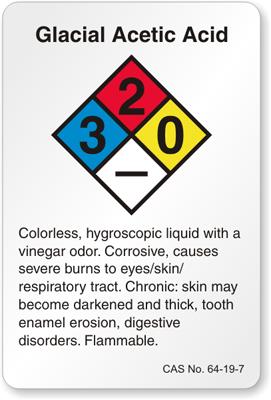 Glacial Acetic Acid
2
3 0
—
Colorless, hygroscopic liquid with a
vinegar odor. Corrosive, causes
severe burns to eyes/skin/
respiratory tract. Chronic: skin may
become darkened and thick, tooth
enamel erosion, digestive
disorders. Flammable.
CAS No. 64-19-7